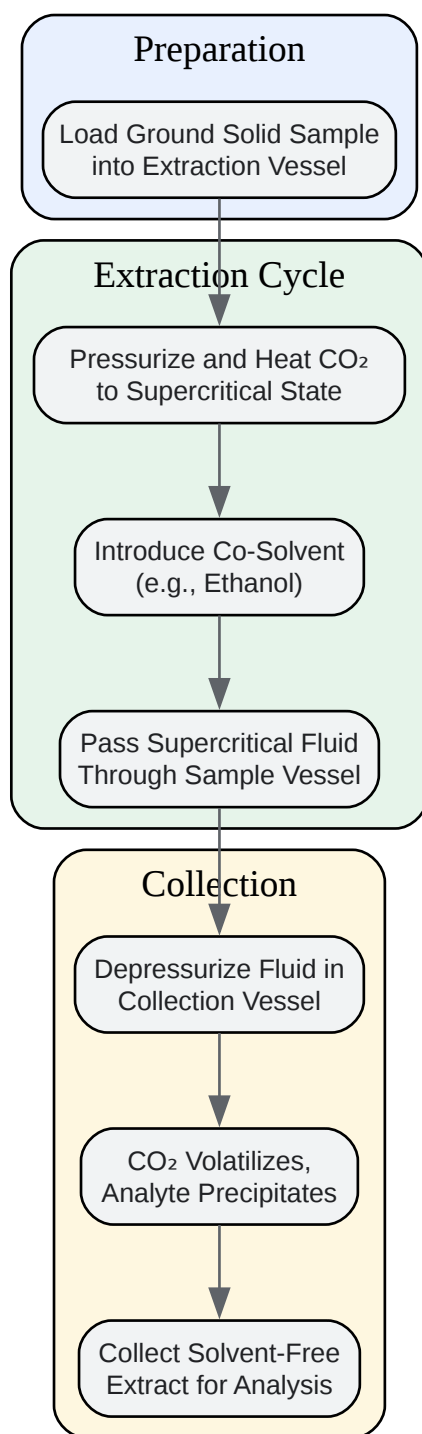 Preparation
Load Ground Solid Sample
into Extraction Vessel
Extraction Cycle
Pressurize and Heat CO₂
to Supercritical State
Introduce Co-Solvent
(e.g., Ethanol)
Pass Supercritical Fluid
Through Sample Vessel
Collection
Depressurize Fluid in
Collection Vessel
CO₂ Volatilizes,
Analyte Precipitates
Collect Solvent-Free
Extract for Analysis